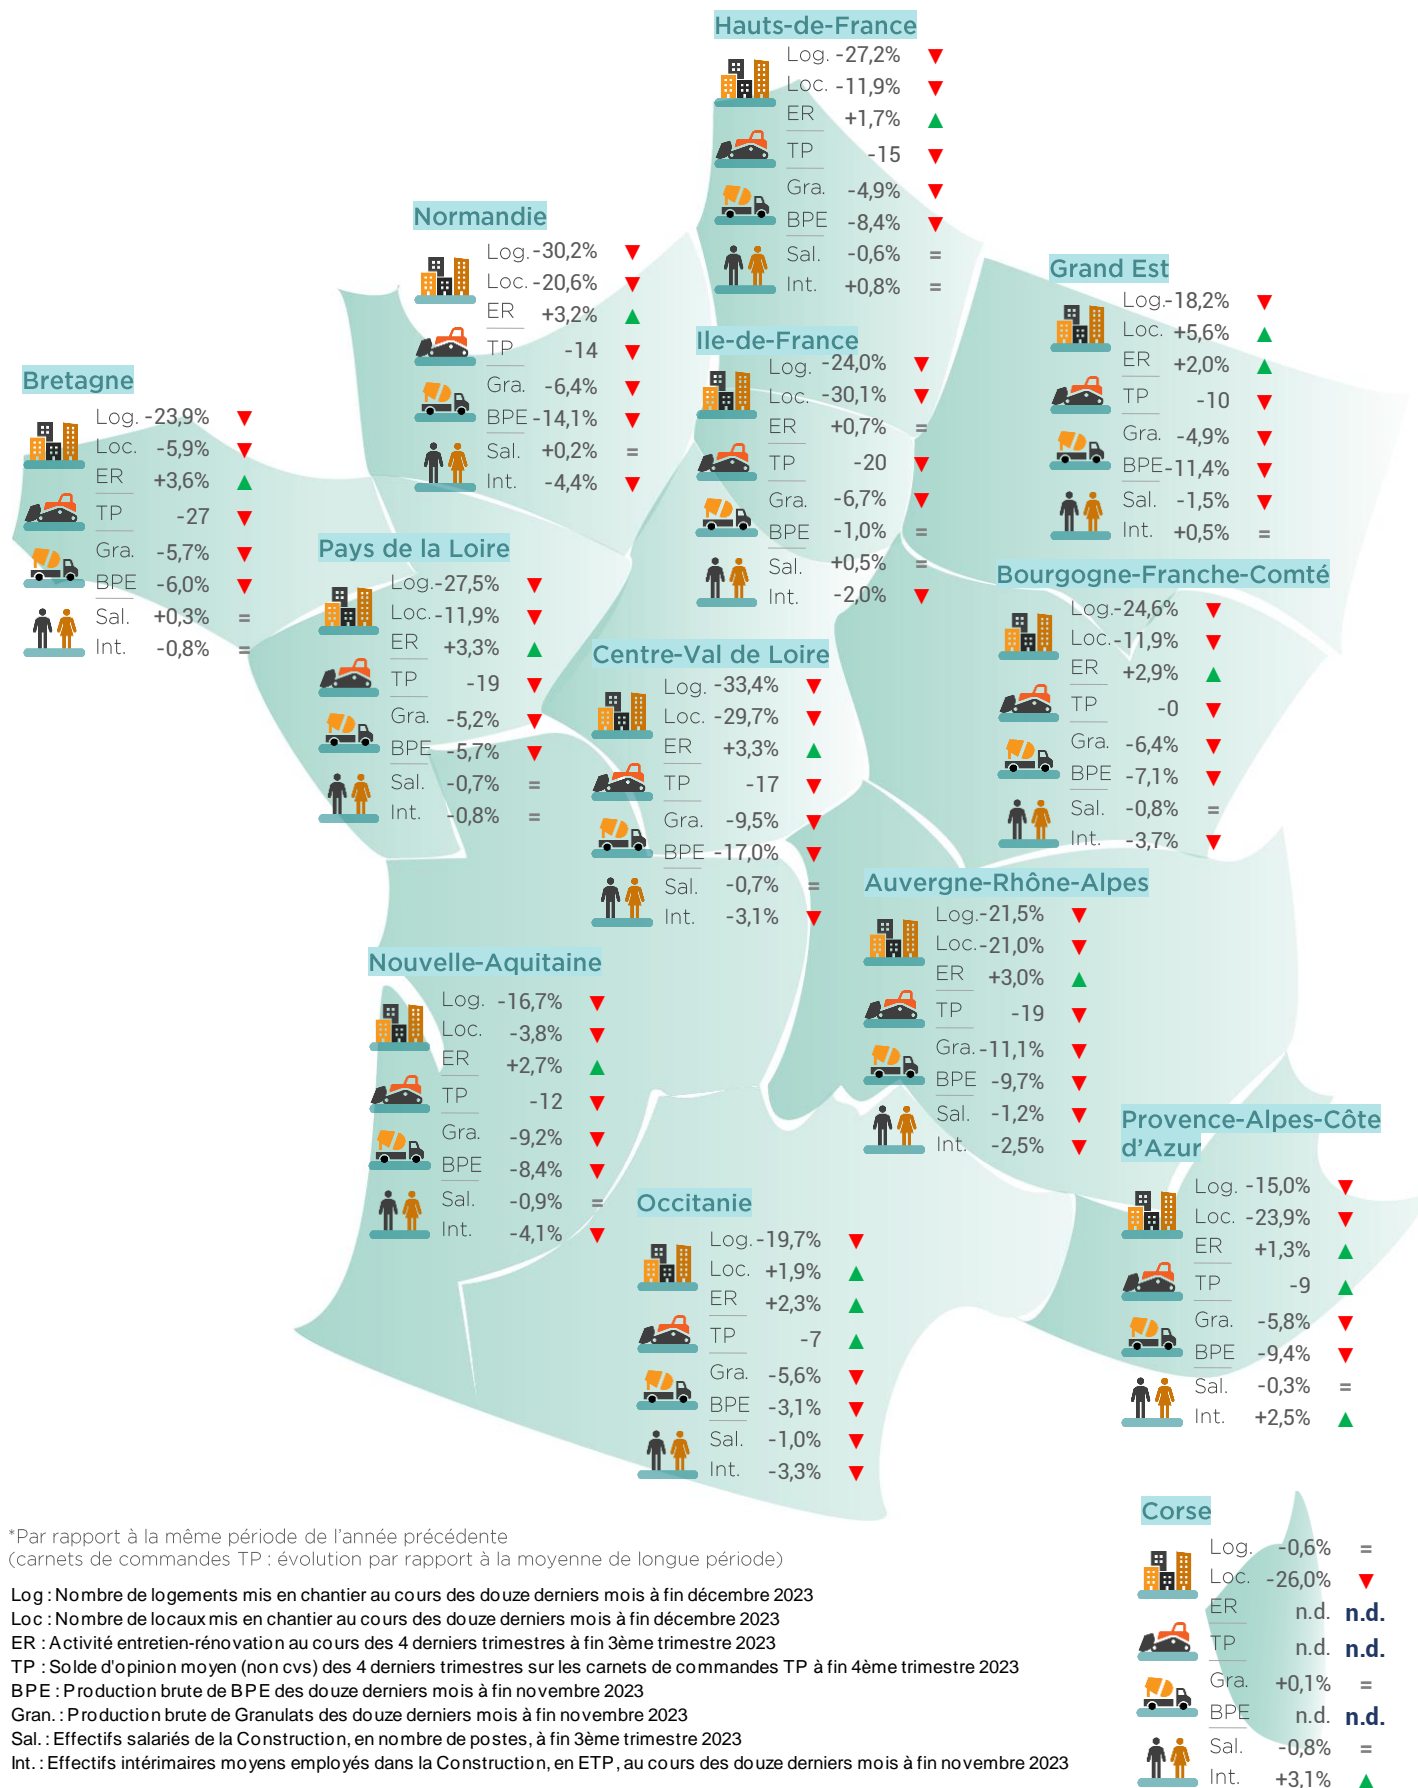 Hauts-de-France
Log. -27,2% ▼
Loc. -11,9% ▼
ER +1,7% ▲
TP -15 ▼
Gra. -4,9% ▼
BPE -8,4% ▼
Sal. -0,6% =
Int. +0,8% =
Normandie
Log. -30,2% ▼
Loc. -20,6% ▼
ER +3,2% ▲
TP -14 ▼
Gra. -6,4% ▼
BPE -14,1% ▼
Sal. +0,2% =
Int. -4,4% ▼
Grand Est
Log. -18,2% ▼
Loc. +5,6% ▲
ER +2,0% ▲
TP -10 ▼
Gra. -4,9% ▼
BPE -11,4% ▼
Sal. -1,5% ▼
Int. +0,5% =
Ile-de-France
Log. -24,0% ▼
Loc. -30,1% ▼
ER +0,7% =
TP -20 ▼
Gra. -6,7% ▼
BPE -1,0% =
Sal. +0,5% =
Int. -2,0% ▼
Bretagne
Log. -23,9% ▼
Loc. -5,9% ▼
ER +3,6% ▲
TP -27 ▼
Gra. -5,7% ▼
BPE -6,0% ▼
Sal. +0,3% =
Int. -0,8% =
Pays de la Loire
Log. -27,5% ▼
Loc. -11,9% ▼
ER +3,3% ▲
TP -19 ▼
Gra. -5,2% ▼
BPE -5,7% ▼
Sal. -0,7% =
Int. -0,8% =
Bourgogne-Franche-Comté
Log. -24,6% ▼
Loc. -11,9% ▼
ER +2,9% ▲
TP -0 ▼
Gra. -6,4% ▼
BPE -7,1% ▼
Sal. -0,8% =
Int. -3,7% ▼
Centre-Val de Loire
Log. -33,4% ▼
Loc. -29,7% ▼
ER +3,3% ▲
TP -17 ▼
Gra. -9,5% ▼
BPE -17,0% ▼
Sal. -0,7% =
Int. -3,1% ▼
Auvergne-Rhône-Alpes
Log. -21,5% ▼
Loc. -21,0% ▼
ER +3,0% ▲
TP -19 ▼
Gra. -11,1% ▼
BPE -9,7% ▼
Sal. -1,2% ▼
Int. -2,5% ▼
Nouvelle-Aquitaine
Log. -16,7% ▼
Loc. -3,8% ▼
ER +2,7% ▲
TP -12 ▼
Gra. -9,2% ▼
BPE -8,4% ▼
Sal. -0,9% =
Int. -4,1% ▼
Provence-Alpes-Côte
d'Azur
Log. -15,0% ▼
Loc. -23,9% ▼
ER +1,3% ▲
TP -9 ▲
Gra. -5,8% ▼
BPE -9,4% ▼
Sal. -0,3% =
Int. +2,5% ▲
Occitanie
Log. -19,7% ▼
Loc. +1,9% ▲
ER +2,3% ▲
TP -7 ▲
Gra. -5,6% ▼
BPE -3,1% ▼
Sal. -1,0% ▼
Int. -3,3% ▼
Corse
Log. -0,6% =
Loc. -26,0% ▼
ER n.d. n.d.
TP n.d. n.d.
Gra. +0,1% =
BPE n.d. n.d.
Sal. -0,8% =
Int. +3,1% ▲
*Par rapport à la même période de l'année précédente
(carnets de commandes TP : évolution par rapport à la moyenne de longue période)
Log : Nombre de logements mis en chantier au cours des douze derniers mois à fin décembre 2023
Loc : Nombre de locaux mis en chantier au cours des douze derniers mois à fin décembre 2023
ER : Activité entretien-rénovation au cours des 4 derniers trimestres à fin 3ème trimestre 2023
TP : Solde d'opinion moyen (non cvs) des 4 derniers trimestres sur les carnets de commandes TP à fin 4ème trimestre 2023
BPE : Production brute de BPE des douze derniers mois à fin novembre 2023
Gran. : Production brute de Granulats des douze derniers mois à fin novembre 2023
Sal. : Effectifs salariés de la Construction, en nombre de postes, à fin 3ème trimestre 2023
Int. : Effectifs intérimaires moyens employés dans la Construction, en ETP, au cours des douze derniers mois à fin novembre 2023